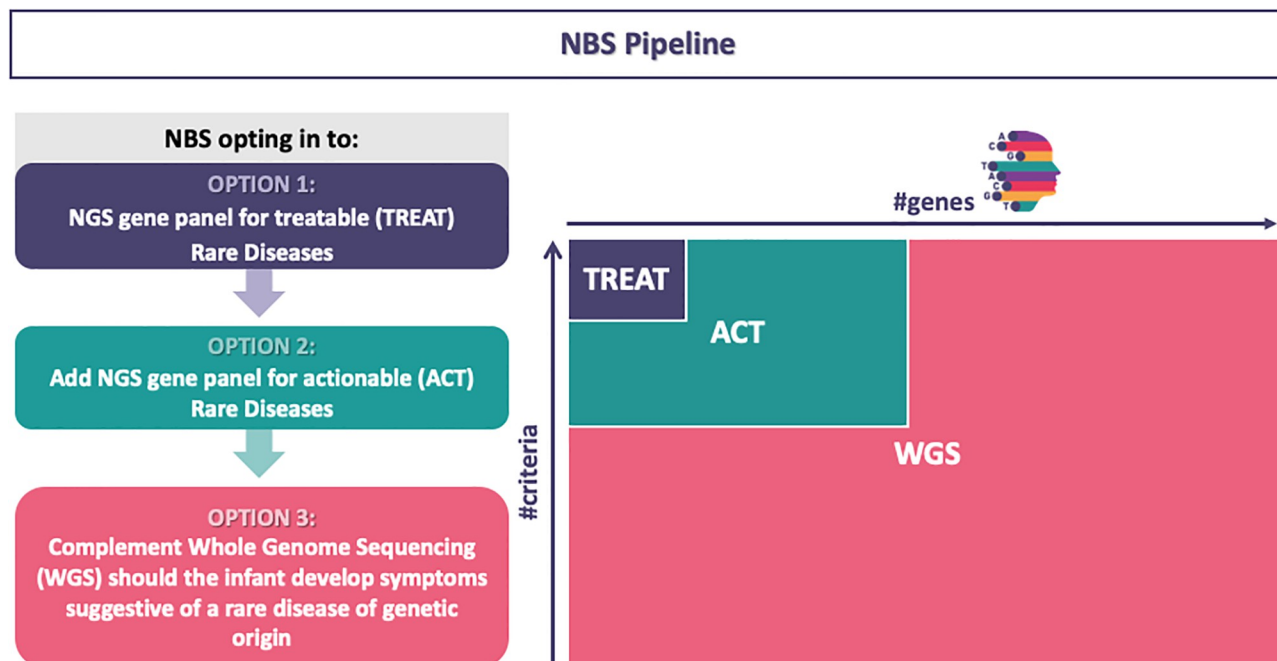 NBS Pipeline
NBS opting in to:
OPTION 1:
NGS gene panel for treatable (TREAT)
Rare Diseases
OPTION 2:
Add NGS gene panel for actionable (ACT)
Rare Diseases
OPTION 3:
Complement Whole Genome Sequencing
(WGS) should the infant develop symptoms
suggestive of a rare disease of genetic
origin
#genes
A
C
G
T
A
C
G
T
#criteria
TREAT
ACT
WGS